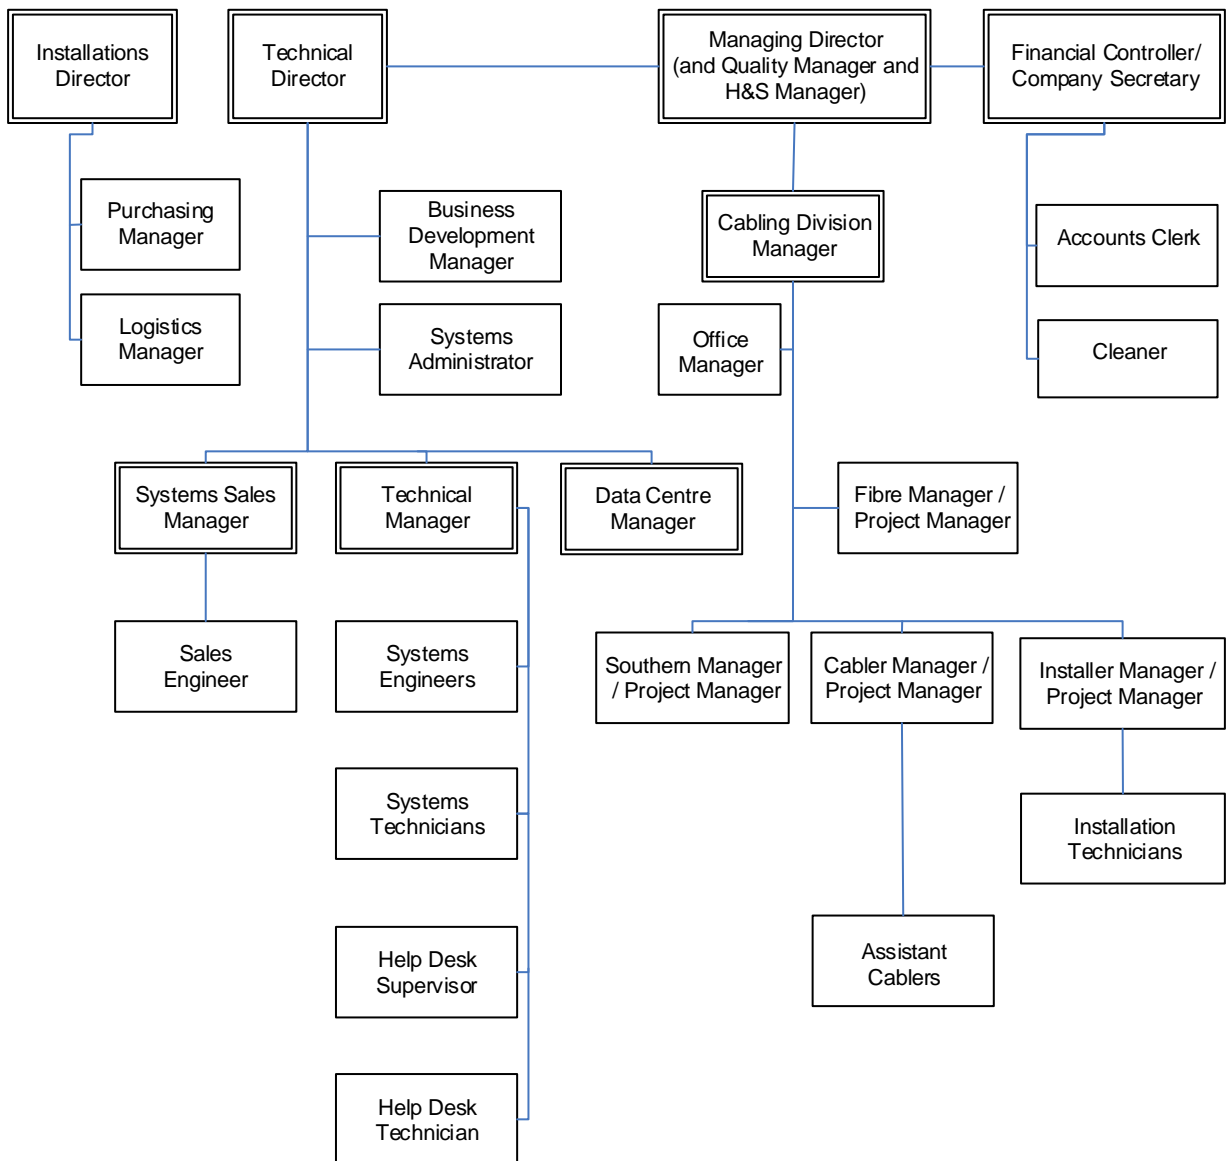 Installations
Director
Technical
Director
Managing Director
(and Quality Manager and
H&S Manager)
Financial Controller/
Company Secretary
Purchasing
Manager
Business
Development
Manager
Cabling Division
Manager
Accounts Clerk
Logistics
Manager
Systems
Administrator
Office
Manager
Cleaner
Systems Sales
Manager
Technical
Manager
Data Centre
Manager
Fibre Manager /
Project Manager
Sales
Engineer
Systems
Engineers
Southern Manager
/ Project Manager
Cabler Manager /
Project Manager
Installer Manager /
Project Manager
Systems
Technicians
Installation
Technicians
Help Desk
Supervisor
Assistant
Cablers
Help Desk
Technician